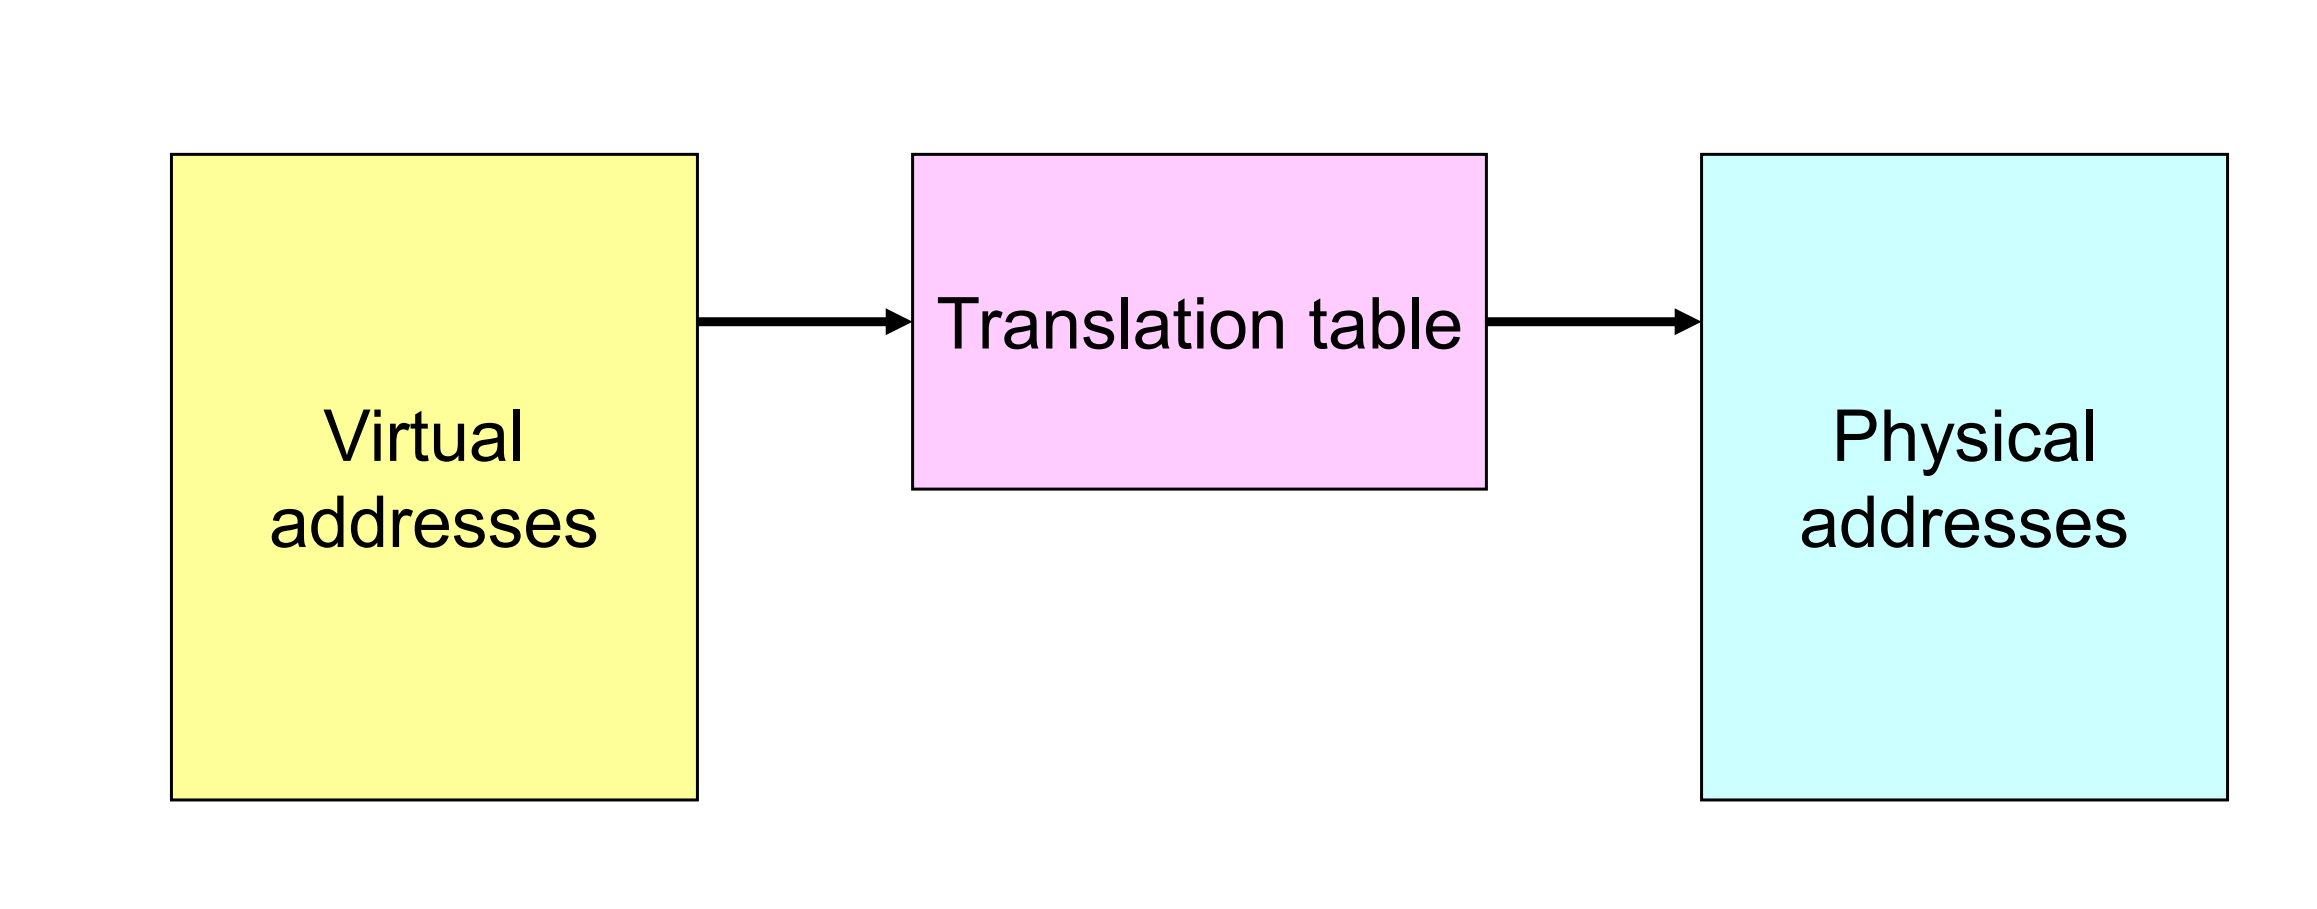 Virtual
addresses
Translation table
Physical
addresses